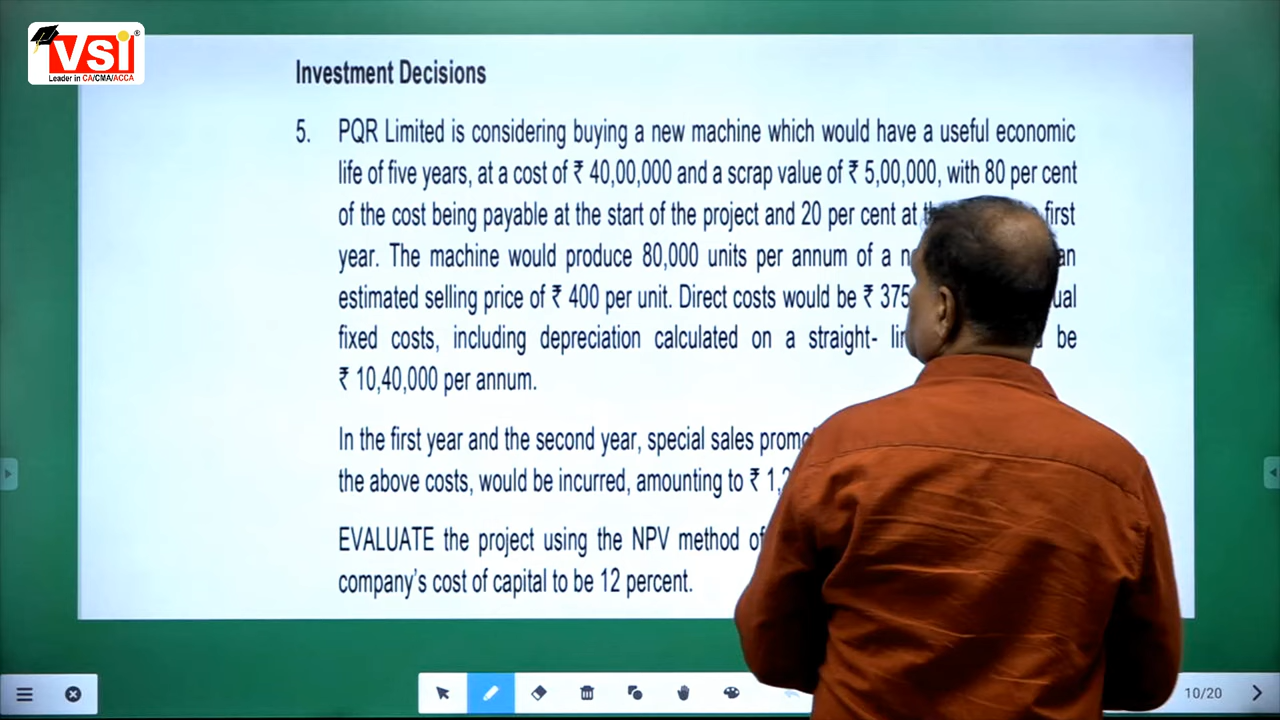 VSI
®
Leader in CA/CMA/ACCA
Investment Decisions
5. PQR Limited is considering buying a new machine which would have a useful economic
life of five years, at a cost of ₹ 40,00,000 and a scrap value of ₹ 5,00,000, with 80 per cent
of the cost being payable at the start of the project and 20 per cent at first
year. The machine would produce 80,000 units per annum of a
estimated selling price of ₹ 400 per unit. Direct costs would be ₹ 375
fixed costs, including depreciation calculated on a straight- be
₹ 10,40,000 per annum.
In the first year and the second year, special sales
the above costs, would be incurred, amounting to ₹
EVALUATE the project using the NPV method of
company's cost of capital to be 12 percent.
10/20